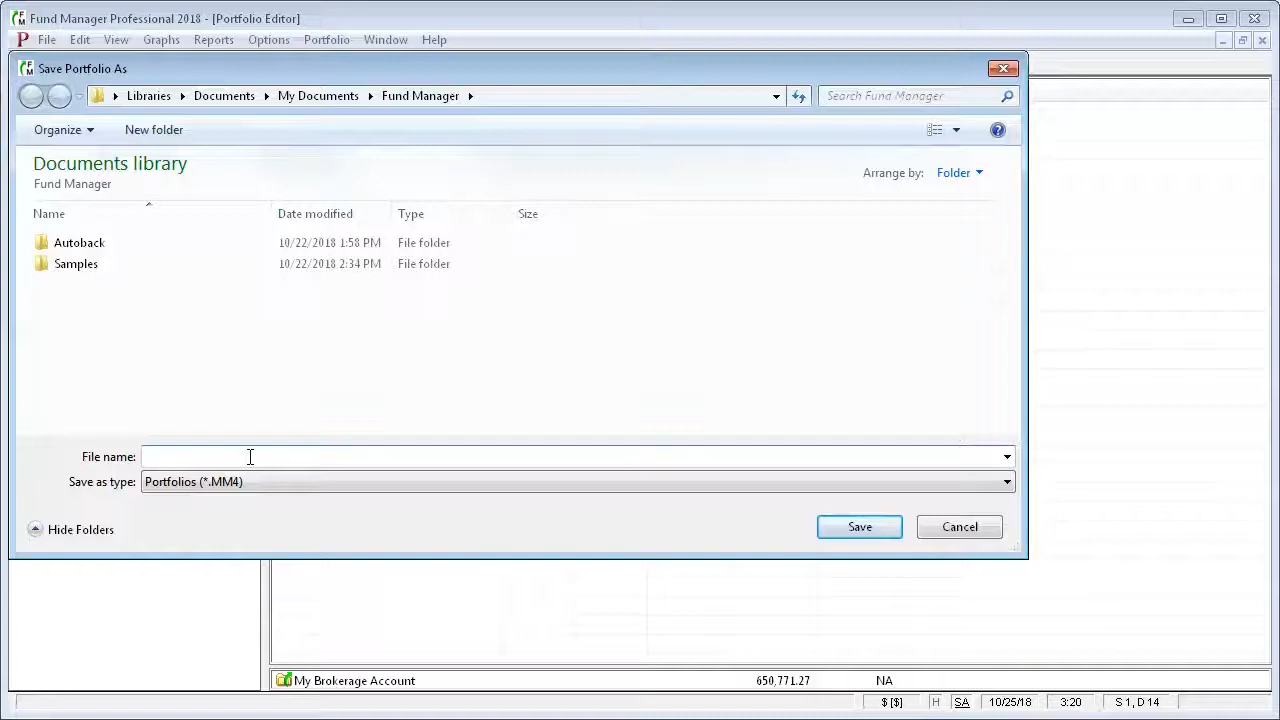 Fund Manager Professional 2018 - [Portfolio Editor]
P File Edit View Graphs Reports Options Portfolio Window Help
Save Portfolio As
Libraries Documents My Documents Fund Manager Search Fund Manager
Organize New folder
Documents library
Fund Manager
Arrange by: Folder
Name Date modified Type Size
Autoback 10/22/2018 1:58 PM File folder
Samples 10/22/2018 2:34 PM File folder
File name:
Save as type: Portfolios (*.MM4)
Hide Folders Save Cancel
My Brokerage Account 650,771.27 NA
$ [$] H SA 10/25/18 3:20 S 1, D 14